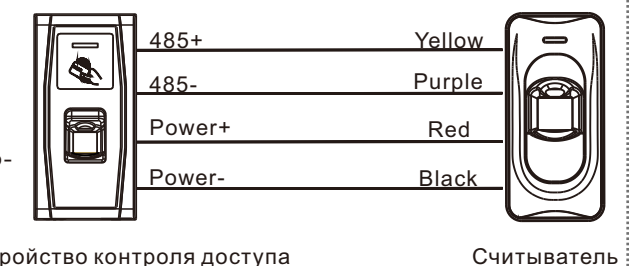 485+ Yellow
485- Purple
Power+ Red
Power- Black
ройство контроля доступа Считыватель